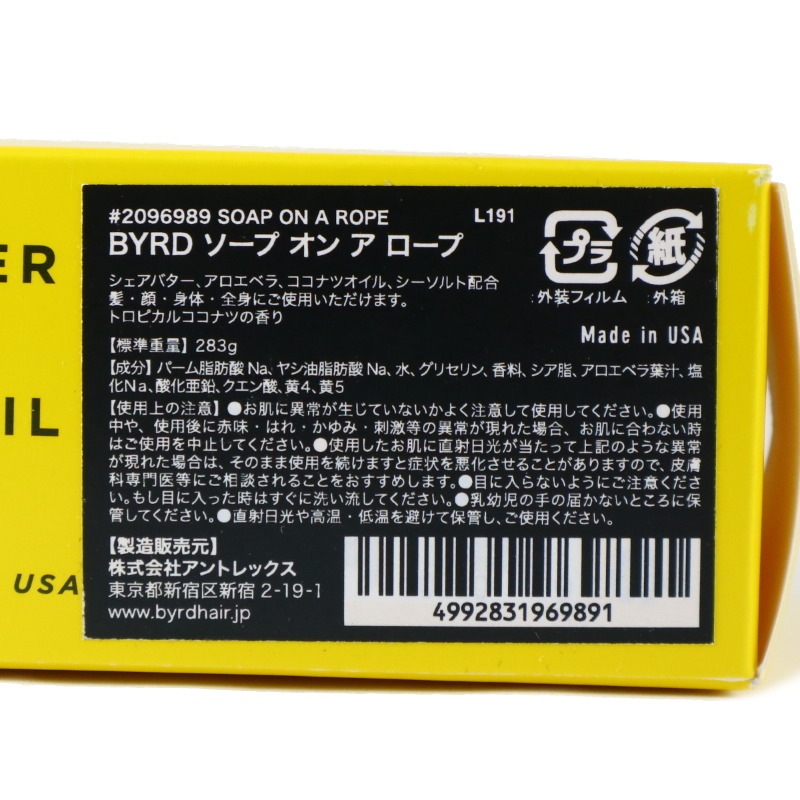 ER
IL
USA
#2096989 SOAP ON A ROPE
L191
BYRD ソープ オン ア ロープ
シェアバター、アロエベラ、ココナツオイル、シーソルト配合
髪・顔・身体・全身にご使用いただけます。
トロピカルココナツの香り
プラ
外装フィルム
紙
外箱
Made in USA
【標準重量】 283g
【成分】 パーム脂肪酸Na、ヤシ油脂肪酸Na、水、グリセリン、香料、シア脂、アロエベラ葉汁、塩
化Na、酸化亜鉛、クエン酸、黄4、黄5
【使用上の注意】●お肌に異常が生じていないかよく注意して使用してください。●使用
中や、使用後に赤味・はれ・かゆみ・刺激等の異常が現れた場合、お肌に合わない時
はご使用を中止してください。●使用したお肌に直射日光が当たって上記のような異常
が現れた場合は、そのまま使用を続けますと症状を悪化させることがありますので、皮膚
科専門医等にご相談されることをおすすめします。●目に入らないようにご注意くださ
い。もし目に入った時はすぐに洗い流してください。●乳幼児の手の届かないところに保
管してください。●直射日光や高温・低温を避けて保管し、ご使用ください。
【製造販売元】
株式会社アントレックス
東京都新宿区新宿 2-19-1
www.byrdhair.jp
4992831969891